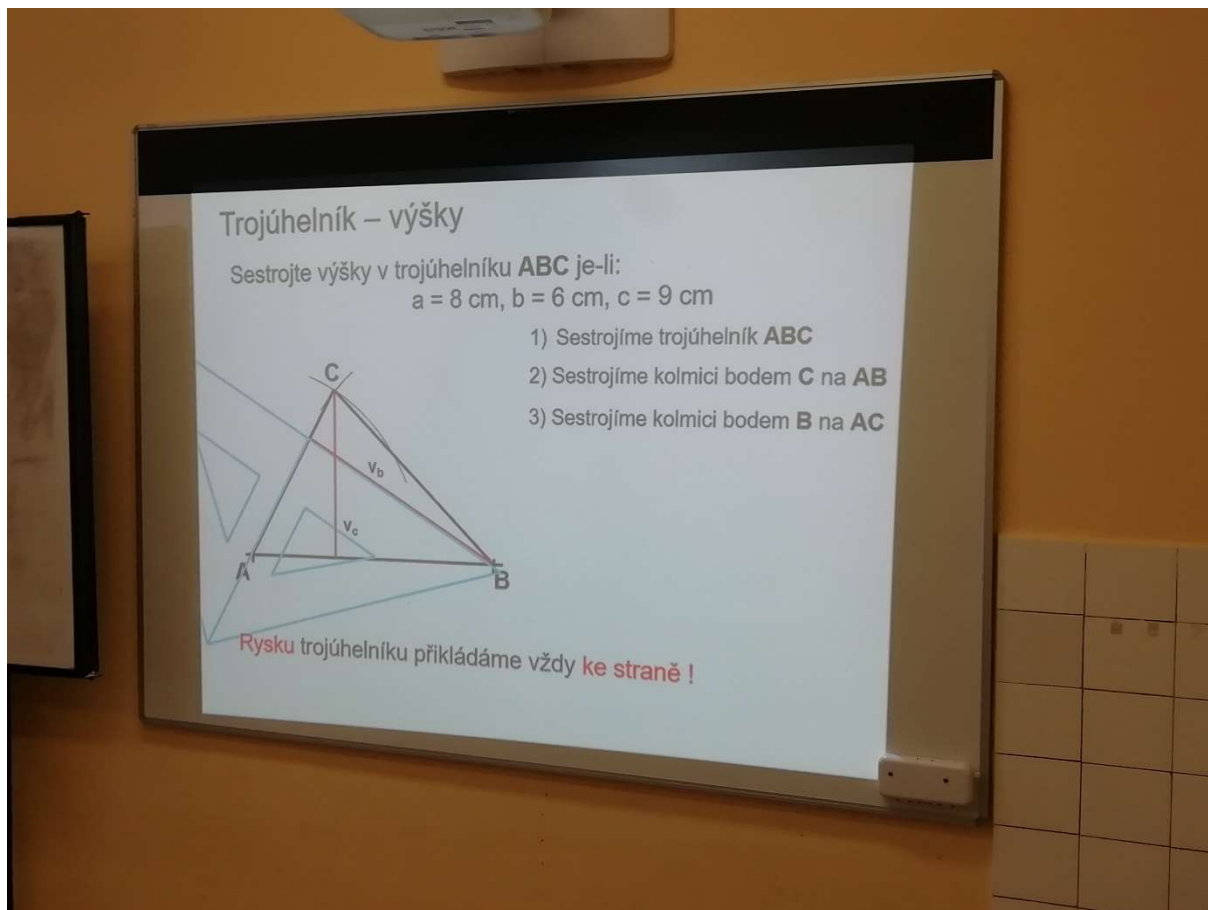 Trojúhelník – výšky
Sestrojte výšky v trojúhelníku ABC je-li:
a = 8 cm, b = 6 cm, c = 9 cm
1) Sestrojíme trojúhelník ABC
2) Sestrojíme kolmici bodem C na AB
3) Sestrojíme kolmici bodem B na AC
C
vb
vc
A
B
Rysku trojúhelníku přikládáme vždy ke straně !